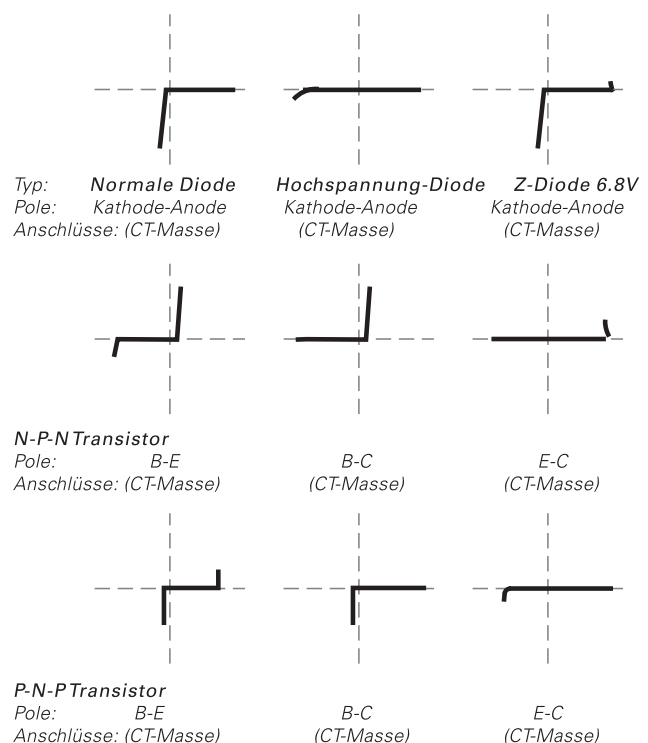 Typ: Normale Diode Hochspannung-Diode Z-Diode 6.8V
Pole: Kathode-Anode Kathode-Anode Kathode-Anode
Anschlüsse: (CT-Masse) (CT-Masse) (CT-Masse)
N-P-N Transistor
Pole: B-E B-C E-C
Anschlüsse: (CT-Masse) (CT-Masse) (CT-Masse)
P-N-P Transistor
Pole: B-E B-C E-C
Anschlüsse: (CT-Masse) (CT-Masse) (CT-Masse)